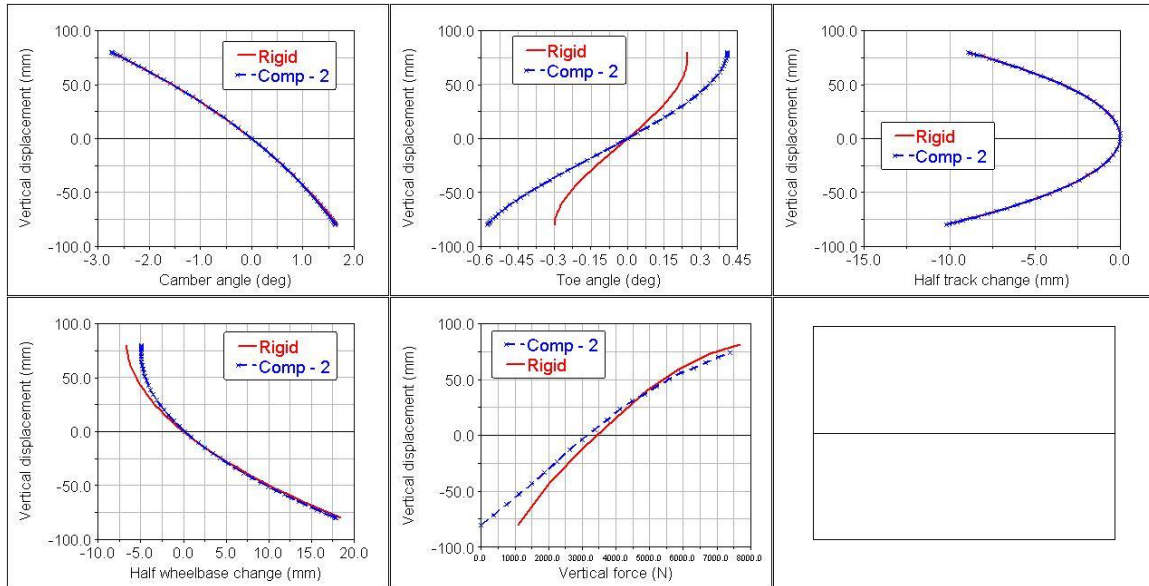 100.0
50.0
0.0
-50.0
-100.0
Vertical displacement (mm)
Rigid
Comp - 2
-3.0 -2.0 -1.0 0.0 1.0 2.0
Camber angle (deg)
100.0
50.0
0.0
-50.0
-100.0
Vertical displacement (mm)
Rigid
Comp - 2
-0.6 -0.45 -0.3 -0.15 0.0 0.15 0.3 0.45
Toe angle (deg)
100.0
50.0
0.0
-50.0
-100.0
Vertical displacement (mm)
Rigid
Comp - 2
-15.0 -10.0 -5.0 0.0
Half track change (mm)
100.0
50.0
0.0
-50.0
-100.0
Vertical displacement (mm)
Rigid
Comp - 2
-10.0 -5.0 0.0 5.0 10.0 15.0 20.0
Half wheelbase change (mm)
100.0
50.0
0.0
-50.0
-100.0
Vertical displacement (mm)
Comp - 2
Rigid
0.0 1000.0 2000.0 3000.0 4000.0 5000.0 6000.0 7000.0 8000.0
Vertical force (N)